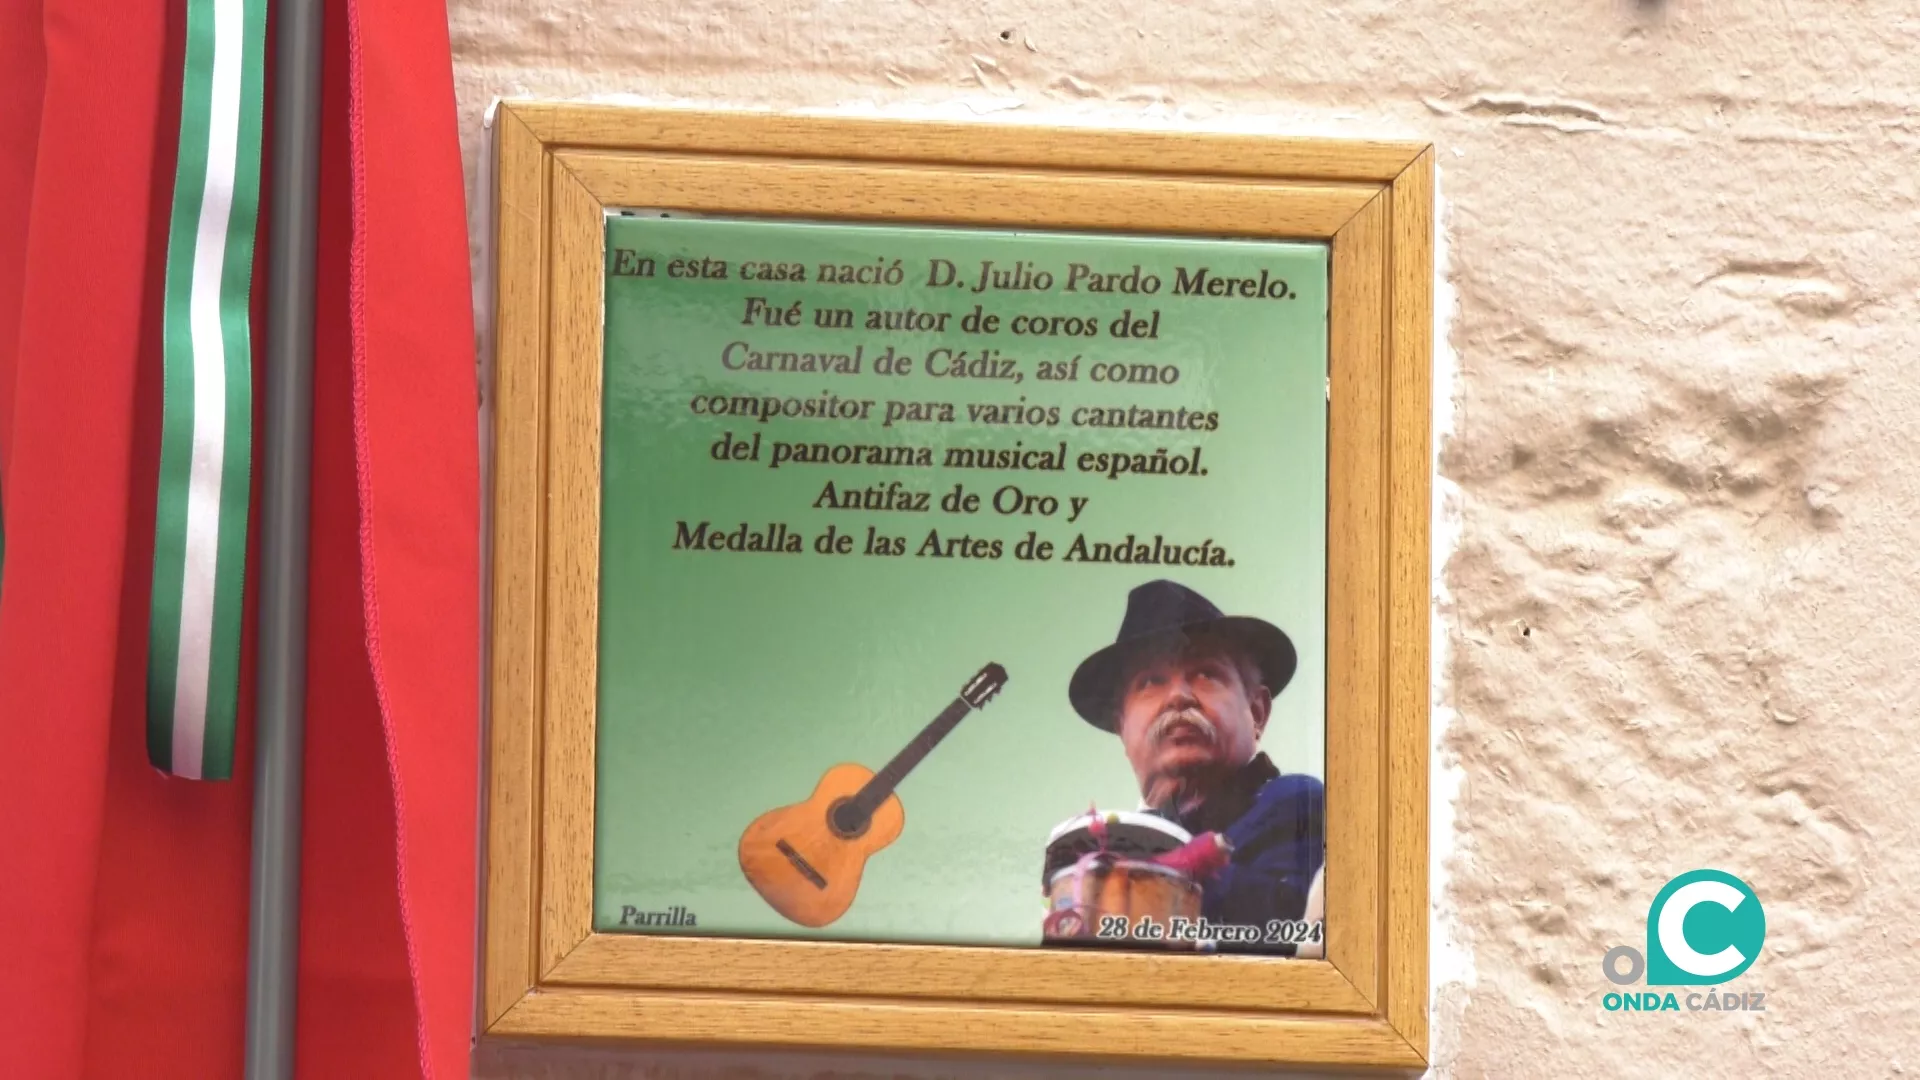 En esta casa nació D. Julio Pardo Merelo.
Fué un autor de coros del
Carnaval de Cádiz, así como
compositor para varios cantantes
del panorama musical español.
Antifaz de Oro y
Medalla de las Artes de Andalucía.
Parrilla
28 de Febrero 2024
OC
ONDA CÁDIZ